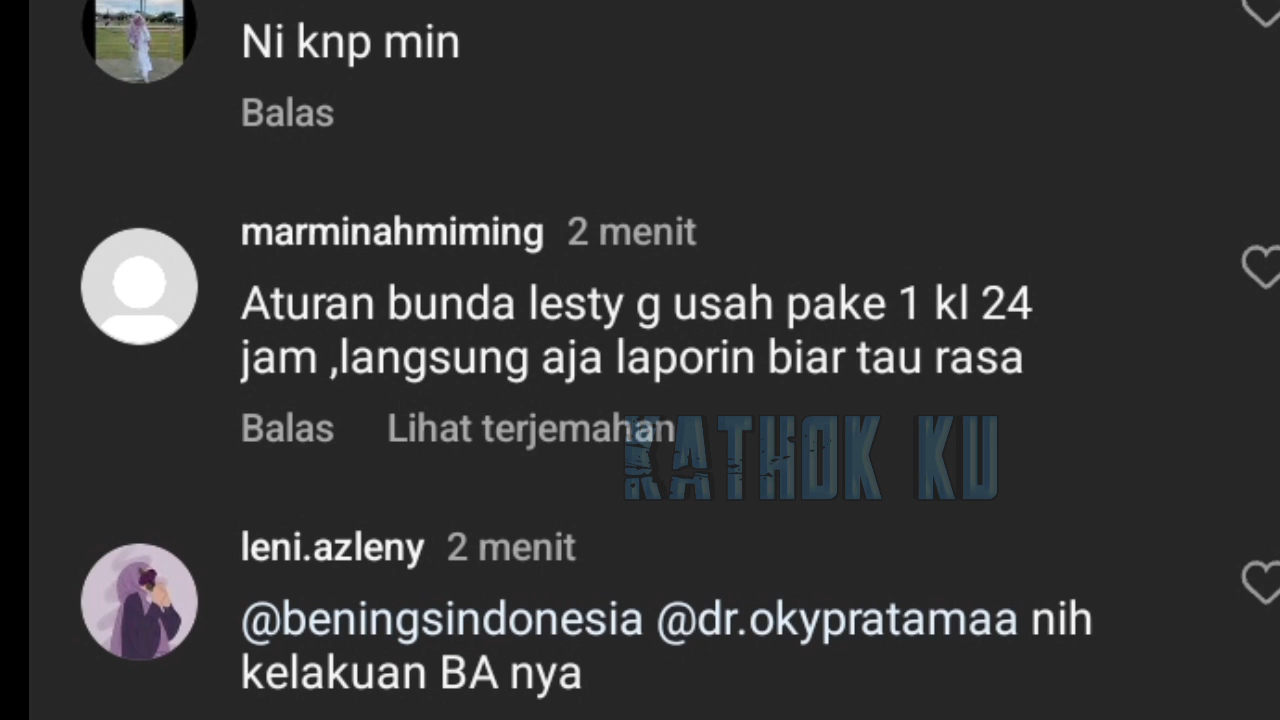 Ni knp min
Balas
marminahmiming 2 menit
Aturan bunda lesty g usah pake 1 kl 24
jam ,langsung aja laporin biar tau rasa
Balas Lihat terjemahan
KATHOK KU
leni.azleny 2 menit
@beningsindonesia @dr.okypratamaa nih
kelakuan BA nya